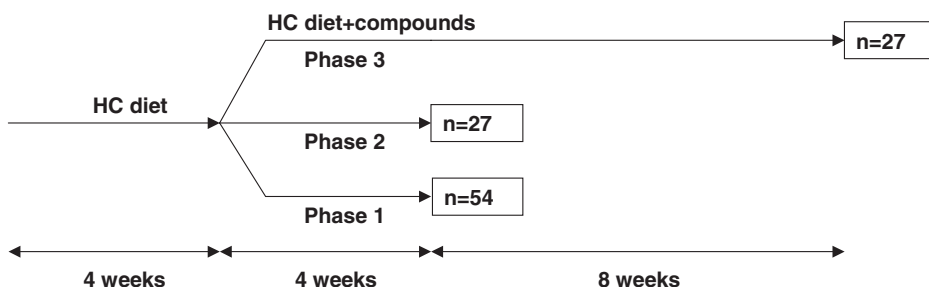 HC diet+compounds
n=27
Phase 3
HC diet
n=27
Phase 2
n=54
Phase 1
4 weeks
4 weeks
8 weeks